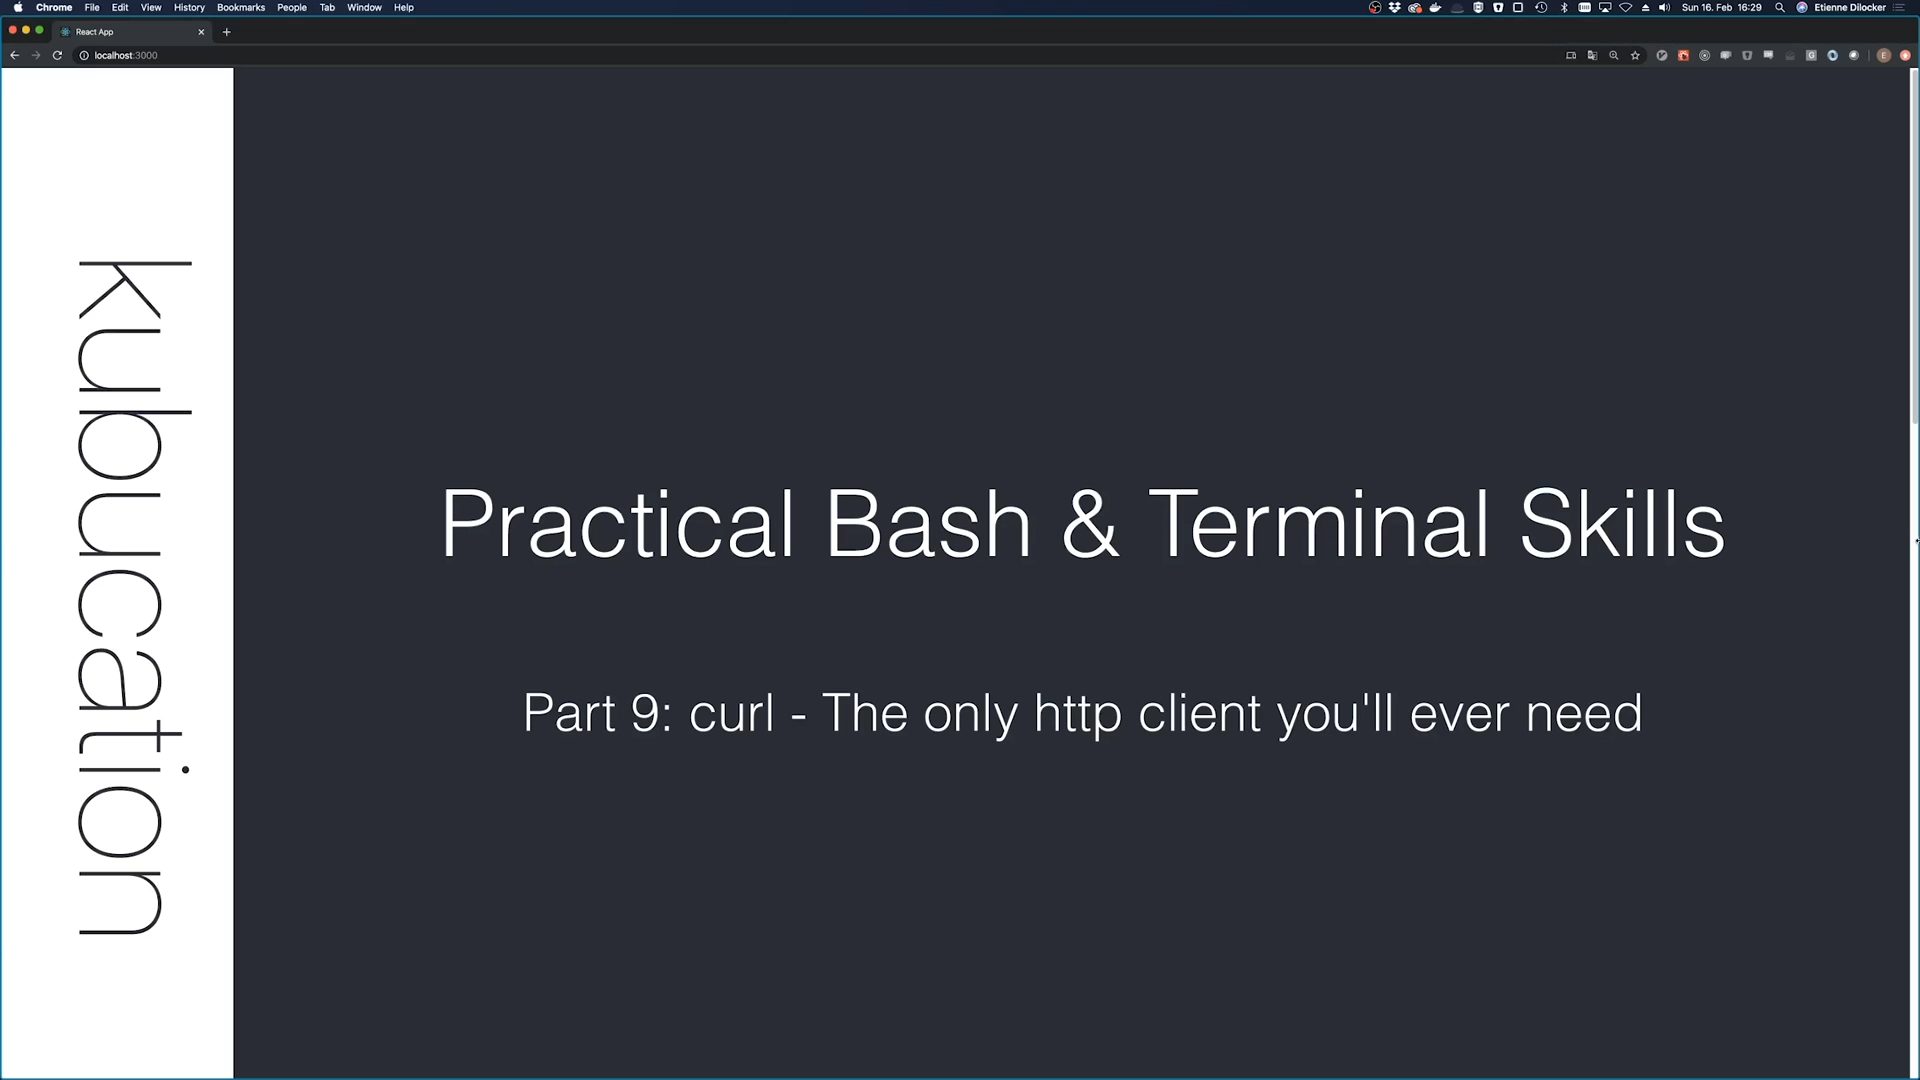 Chrome File Edit View History Bookmarks People Tab Window Help
Sun 16. Feb 16:29 Etienne Dilocker
React App
localhost:3000
E
kubucation
Practical Bash & Terminal Skills
Part 9: curl - The only http client you'll ever need